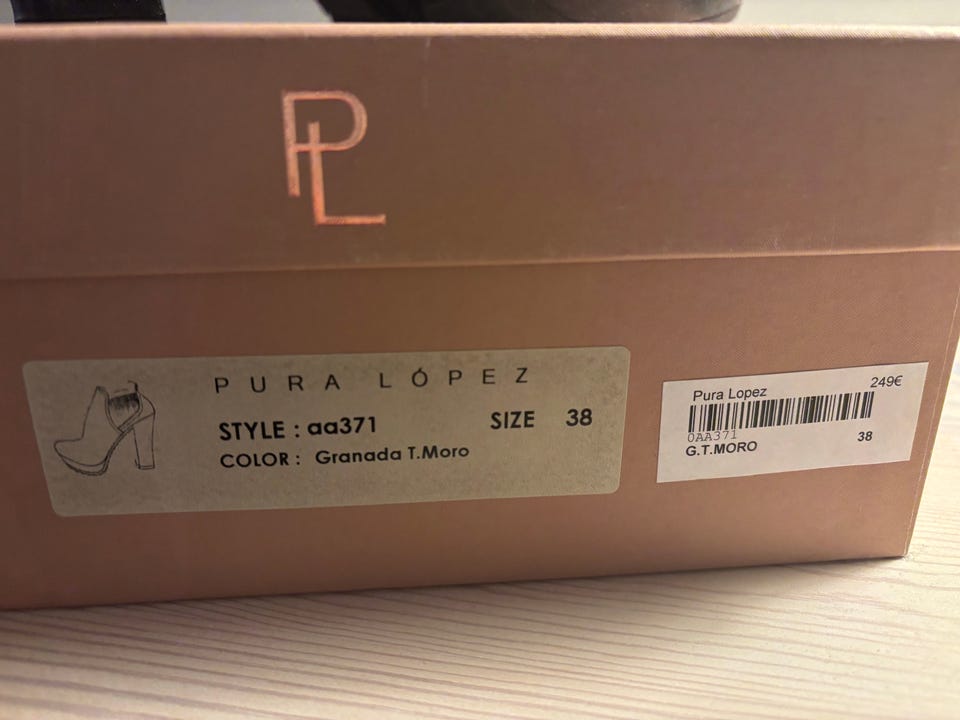 PL
PURA LÓPEZ
STYLE : aa371 SIZE 38
COLOR : Granada T.Moro
Pura Lopez 249€
0AA371 38
G.T.MORO